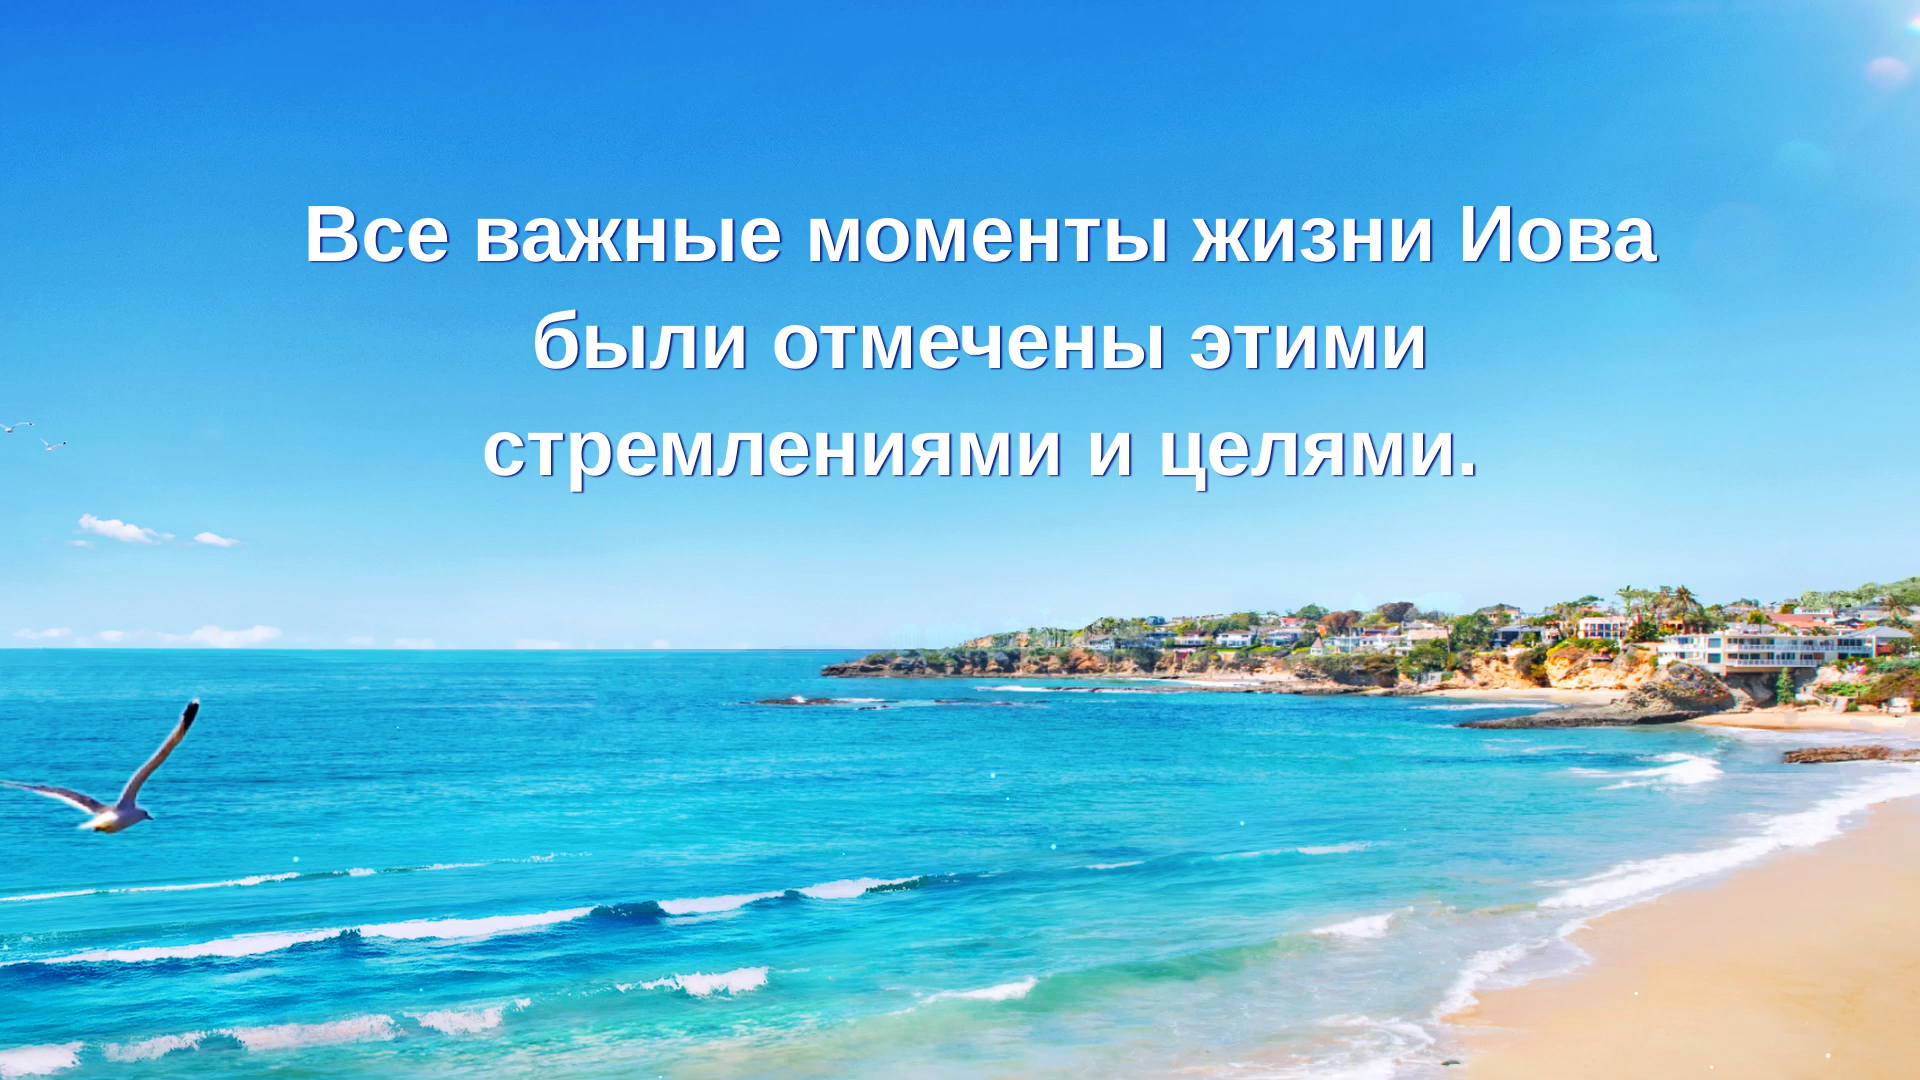 Все важные моменты жизни Иова
были отмечены этими
стремлениями и целями.